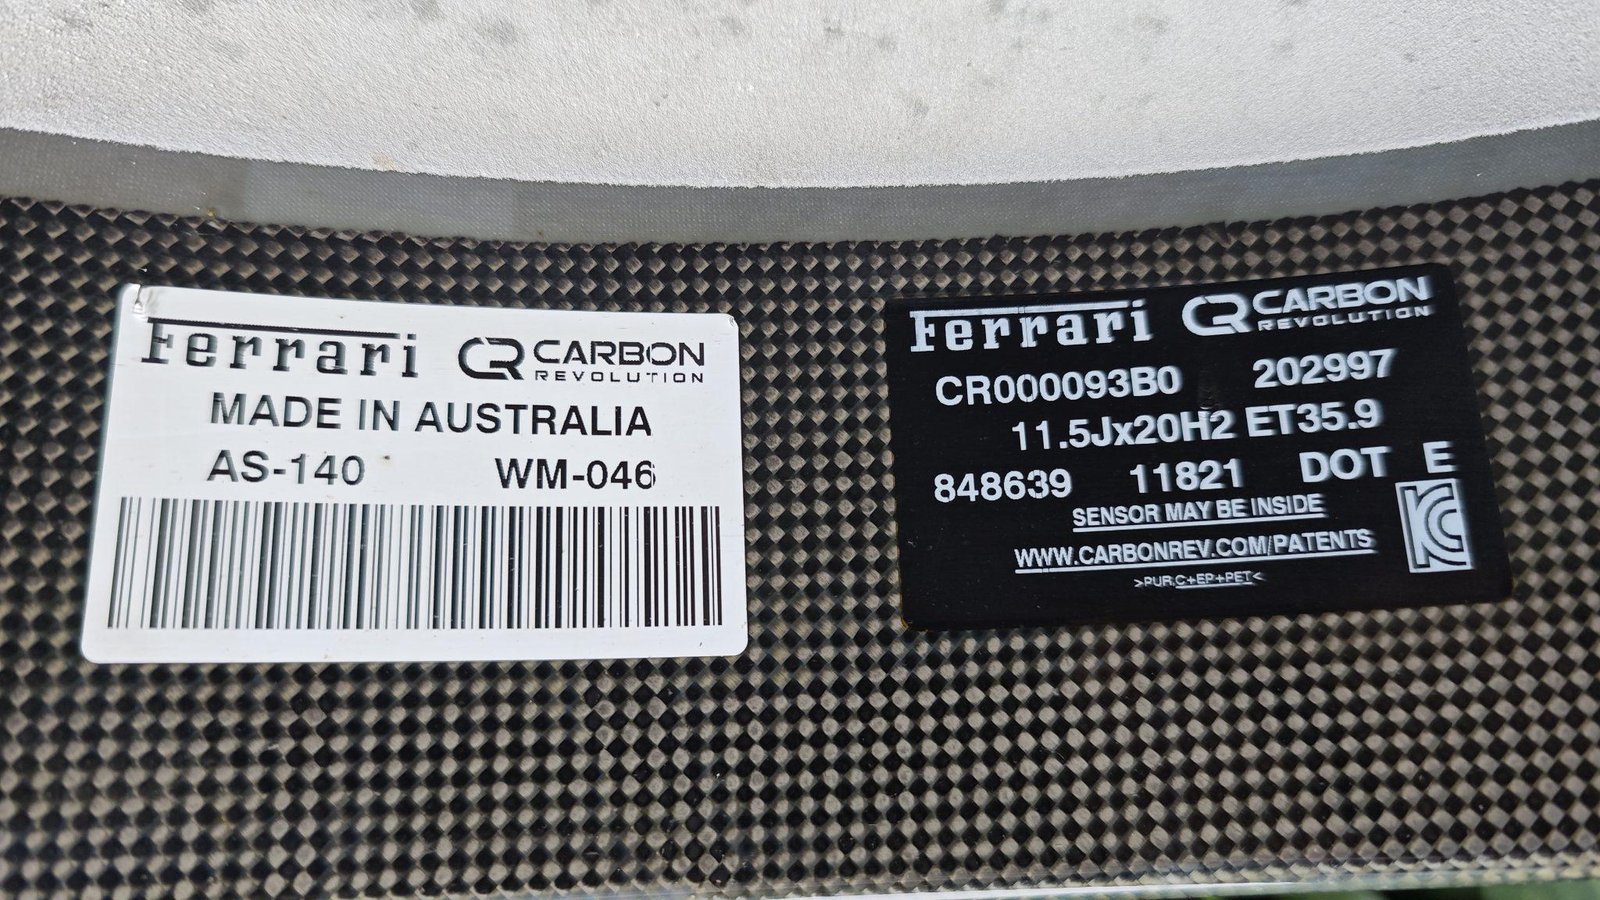 Ferrari CR CARBON REVOLUTION
MADE IN AUSTRALIA
AS-140 WM-046
Ferrari CR CARBON REVOLUTION
CR000093B0 202997
11.5Jx20H2 ET35.9
848639 11821 DOT E
SENSOR MAY BE INSIDE
WWW.CARBONREV.COM/PATENTS
>PUR,C+EP+PET<